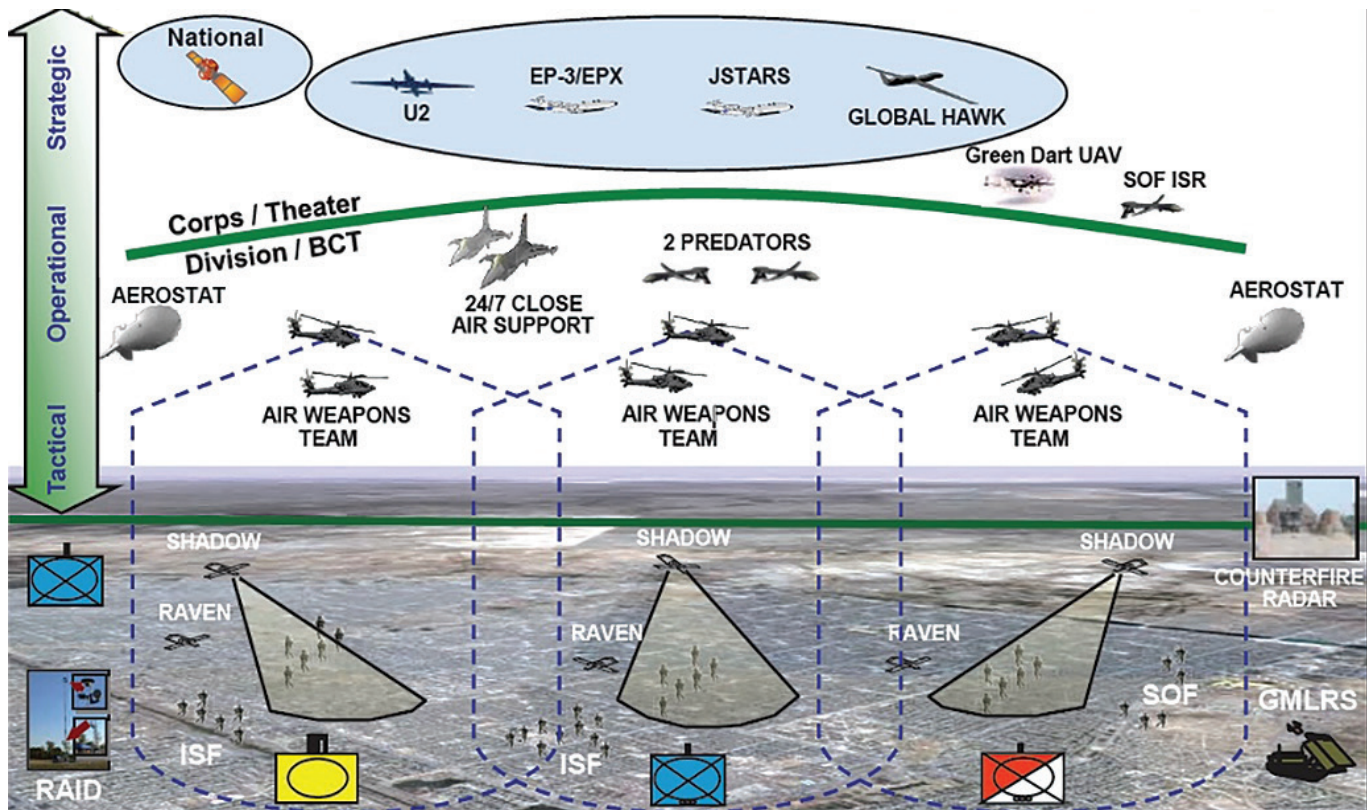 Strategic
Operational
Tactical
National
U2
EP-3/EPX
JSTARS
GLOBAL HAWK
Green Dart UAV
SOF ISR
Corps / Theater
Division / BCT
2 PREDATORS
AEROSTAT
24/7 CLOSE
AIR SUPPORT
AEROSTAT
AIR WEAPONS
TEAM
AIR WEAPONS
TEAM
AIR WEAPONS
TEAM
SHADOW
SHADOW
SHADOW
COUNTERFIRE
RADAR
RAVEN
RAVEN
RAVEN
SOF
GMLRS
ISF
ISF
RAID